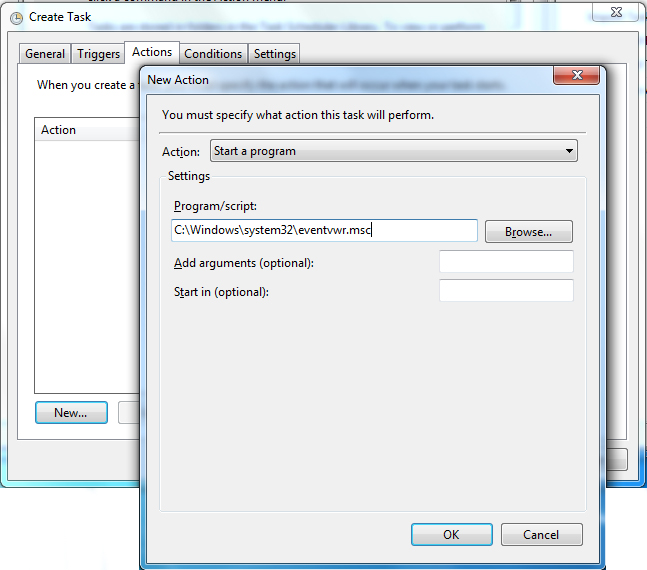 Create Task
General Triggers Actions Conditions Settings
When you create a
Action
New...
New Action
You must specify what action this task will perform.
Action: Start a program
Settings
Program/script:
C:\Windows\system32\eventvwr.msc
Browse...
Add arguments (optional):
Start in (optional):
OK Cancel